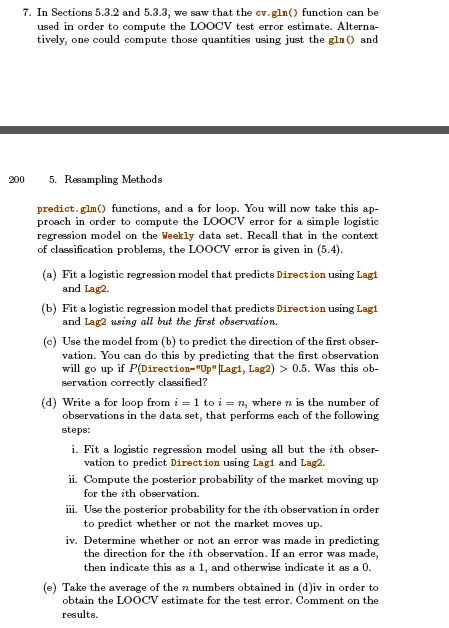 7. In Sections 5.3.2 and 5.3.3, we saw that the cv.glm() function can be
used in order to compute the LOOCV test error estimate. Alterna-
tively, one could compute those quantities using just the glm() and
200 5. Resampling Methods
predict.glm() functions, and a for loop. You will now take this ap-
proach in order to compute the LOOCV error for a simple logistic
regression model on the Weekly data set. Recall that in the context
of classification problems, the LOOCV error is given in (5.4).
(a) Fit a logistic regression model that predicts Direction using Lag1
and Lag2.
(b) Fit a logistic regression model that predicts Direction using Lag1
and Lag2 using all but the first observation.
(c) Use the model from (b) to predict the direction of the first obser-
vation. You can do this by predicting that the first observation
will go up if P(Direction="Up"|Lag1, Lag2) > 0.5. Was this ob-
servation correctly classified?
(d) Write a for loop from i = 1 to i = n, where n is the number of
observations in the data set, that performs each of the following
steps:
i. Fit a logistic regression model using all but the ith obser-
vation to predict Direction using Lag1 and Lag2.
ii. Compute the posterior probability of the market moving up
for the ith observation.
iii. Use the posterior probability for the ith observation in order
to predict whether or not the market moves up.
iv. Determine whether or not an error was made in predicting
the direction for the ith observation. If an error was made,
then indicate this as a 1, and otherwise indicate it as a 0.
(e) Take the average of the n numbers obtained in (d)iv in order to
obtain the LOOCV estimate for the test error. Comment on the
results.